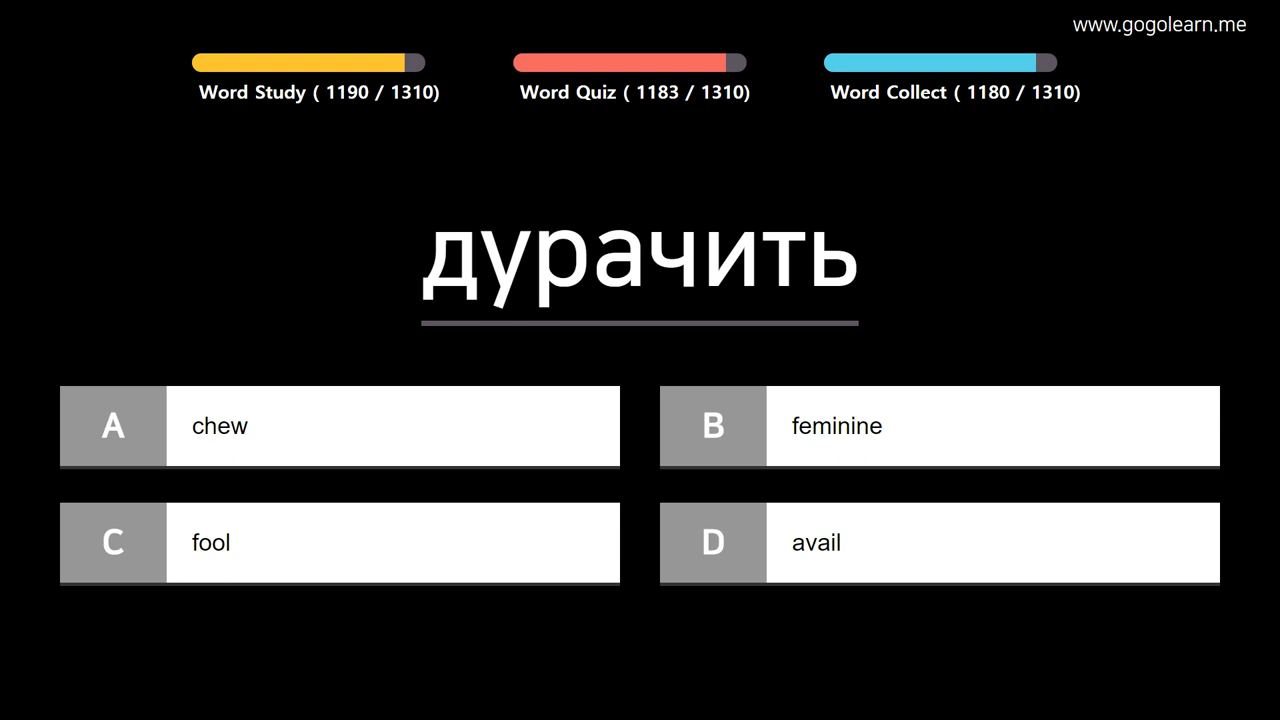 www.gogolearn.me
Word Study ( 1190 / 1310)
Word Quiz ( 1183 / 1310)
Word Collect ( 1180 / 1310)
дурачить
A chew
B feminine
C fool
D avail